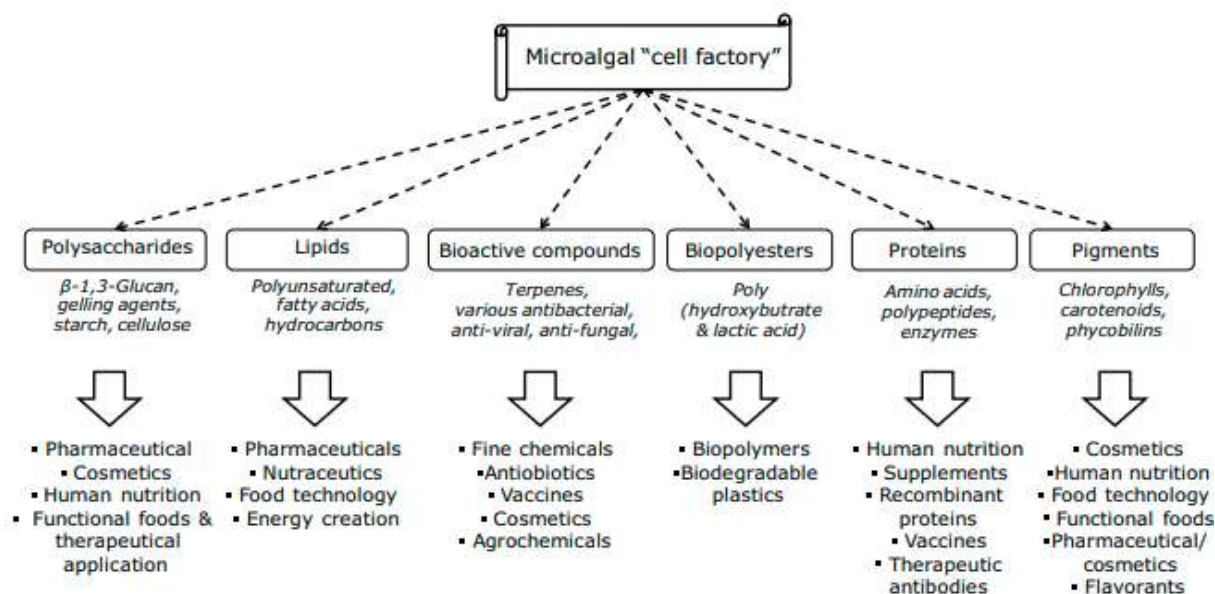 Microalgal “cell factory”
Polysaccharides
β-1,3-Glucan,
gelling agents,
starch, cellulose
▪ Pharmaceutical
▪ Cosmetics
▪ Human nutrition
▪ Functional foods &
therapeutical
application
Lipids
Polyunsaturated,
fatty acids,
hydrocarbons
▪ Pharmaceuticals
▪ Nutraceutics
▪ Food technology
▪ Energy creation
Bioactive compounds
Terpenes,
various antibacterial,
anti-viral, anti-fungal,
▪ Fine chemicals
▪Antiobiotics
▪ Vaccines
▪ Cosmetics
▪ Agrochemicals
Biopolyesters
Poly
(hydroxybutrate
& lactic acid)
▪ Biopolymers
▪Biodegradable
plastics
Proteins
Amino acids,
polypeptides,
enzymes
▪ Human nutrition
▪ Supplements
▪ Recombinant
proteins
▪ Vaccines
▪ Therapeutic
antibodies
Pigments
Chlorophylls,
carotenoids,
phycobilins
▪ Cosmetics
▪Human nutrition
▪ Food technology
▪ Functional foods
▪Pharmaceutical/
cosmetics
▪ Flavorants